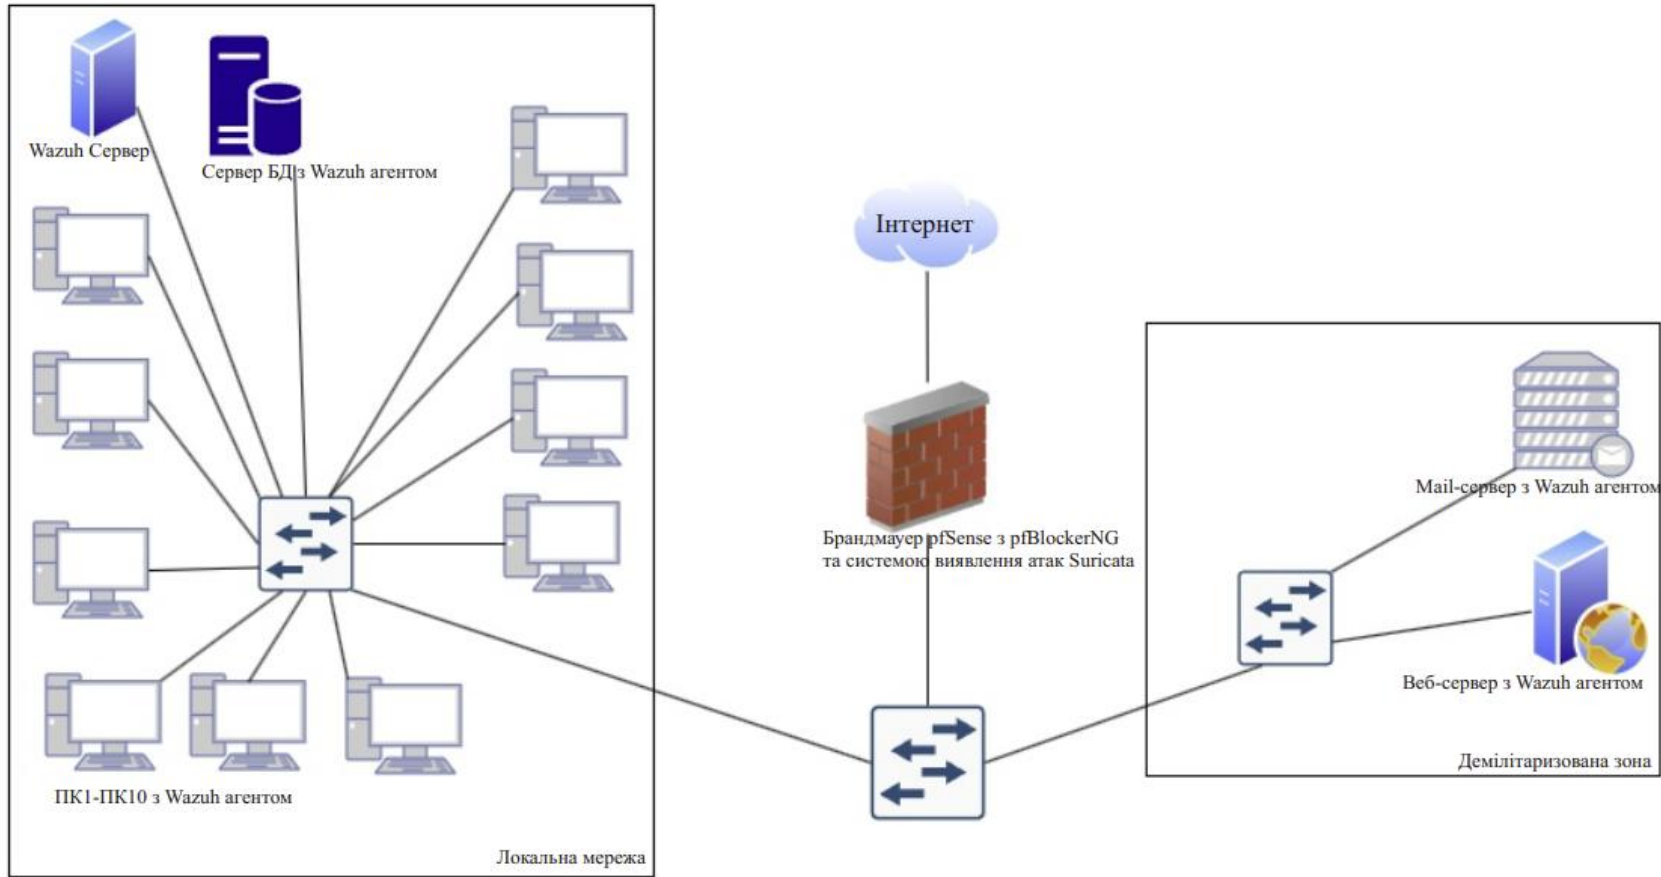 Wazuh Сервер
Сервер БД з Wazuh агентом
Інтернет
Брандмауер pfSense з pfBlockerNG
та системою виявлення атак Suricata
Mail-сервер з Wazuh агентом
Веб-сервер з Wazuh агентом
Демілітаризована зона
ПК1-ПК10 з Wazuh агентом
Локальна мережа